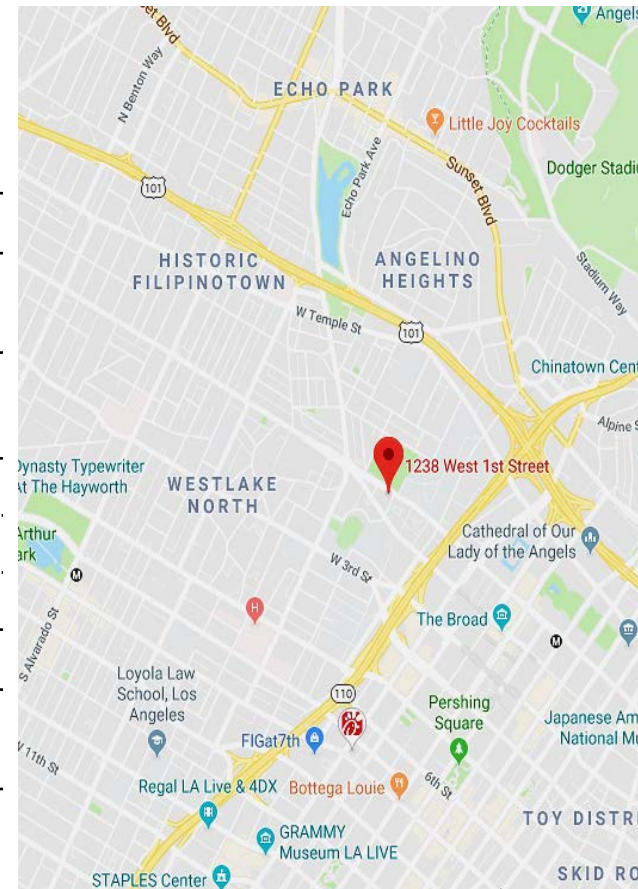 Angels
Sunset Blvd
N Benton Way
ECHO PARK
Little Joy Cocktails
Echo Park Ave
Sunset Blvd
Dodger Stadi
101
HISTORIC
FILIPINOTOWN
ANGELINO
HEIGHTS
Stadium Way
W Temple St
101
Chinatown Cent
Alpine S
1238 West 1st Street
Dynasty Typewriter
At The Hayworth
WESTLAKE
NORTH
Arthur
ark
M
Cathedral of Our
Lady of the Angels
W 3rd St
H
The Broad
M
S Alvarado St
Loyola Law
School, Los
Angeles
110
Pershing
Square
FIGat7th
Japanese Am
National Mu
W 11th St
Regal LA Live & 4DX
Bottega Louie
6th St
TOY DISTRI
GRAMMY
Museum LA LIVE
STAPLES Center
SKID RO